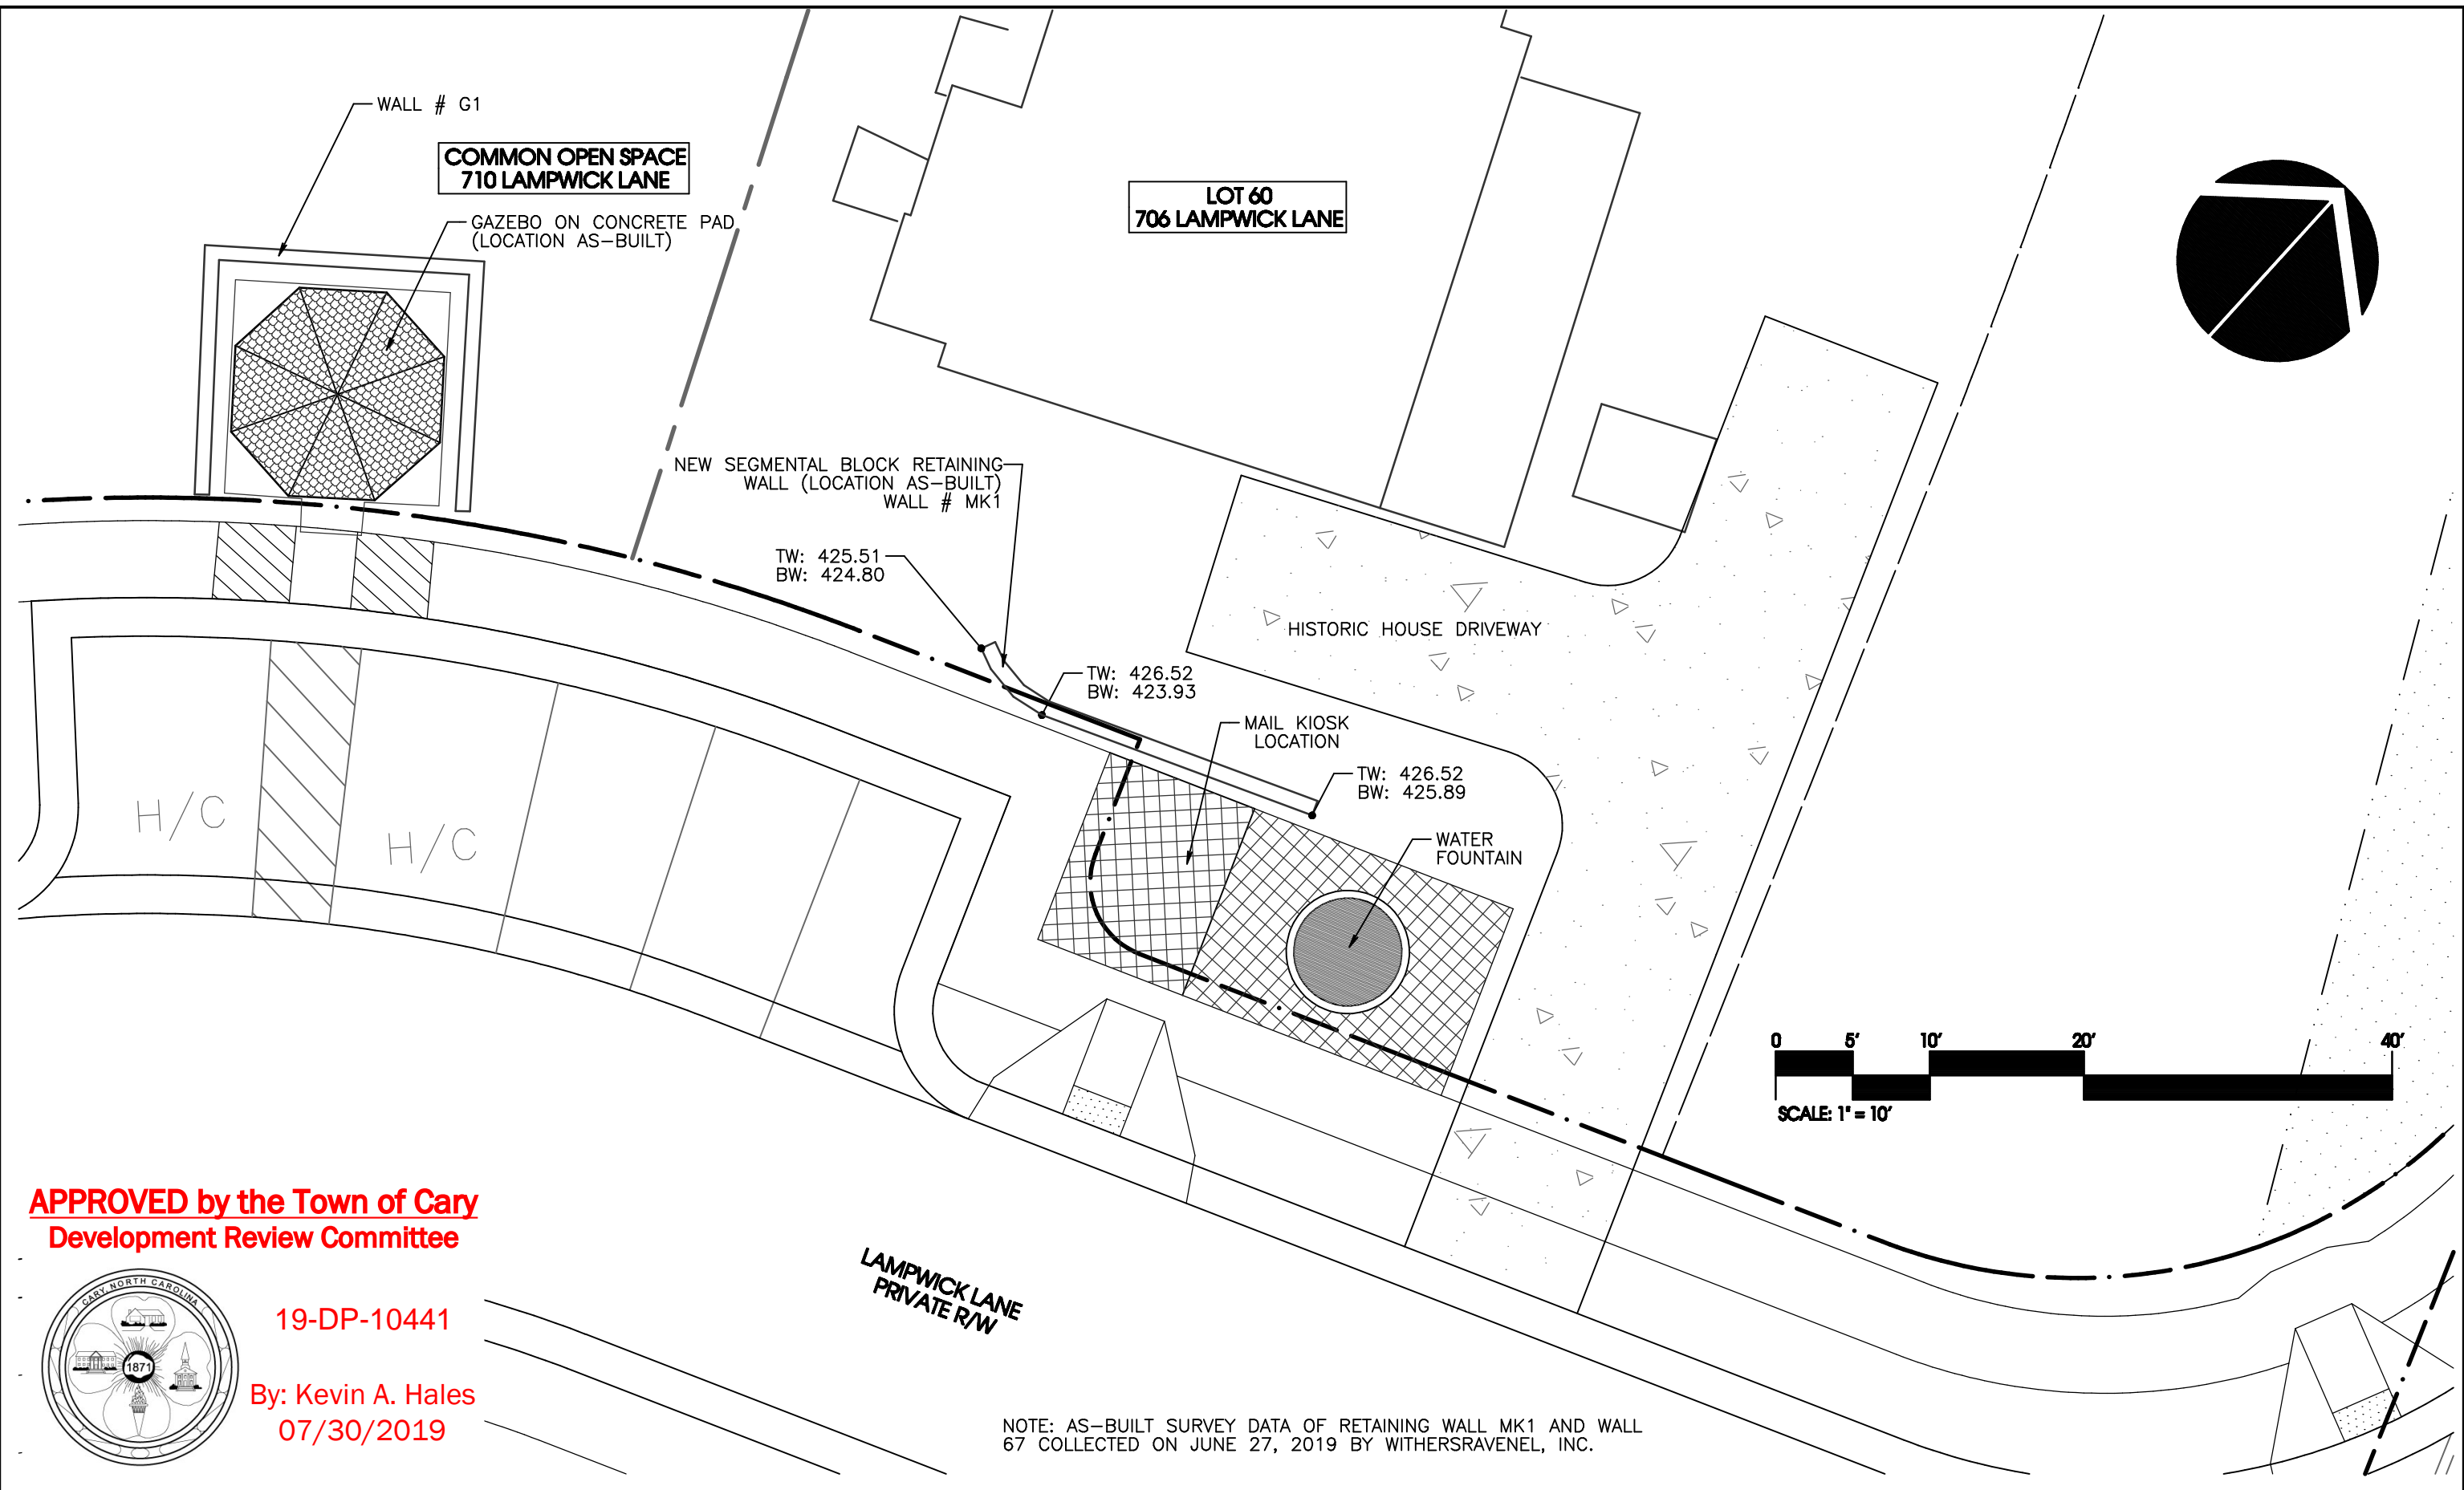 WALL # G1
COMMON OPEN SPACE
710 LAMPWICK LANE
GAZEBO ON CONCRETE PAD
(LOCATION AS-BUILT)
LOT 60
706 LAMPWICK LANE
NEW SEGMENTAL BLOCK RETAINING
WALL (LOCATION AS-BUILT)
WALL # MK1
TW: 425.51
BW: 424.80
HISTORIC HOUSE DRIVEWAY
TW: 426.52
BW: 423.93
MAIL KIOSK
LOCATION
TW: 426.52
BW: 425.89
WATER
FOUNTAIN
H/C
H/C
0 5' 10' 20' 40'
SCALE: 1" = 10'
LAMPWICK LANE
PRIVATE R/W
APPROVED by the Town of Cary
Development Review Committee
CARY, NORTH CAROLINA
1871
19-DP-10441
By: Kevin A. Hales
07/30/2019
NOTE: AS-BUILT SURVEY DATA OF RETAINING WALL MK1 AND WALL
67 COLLECTED ON JUNE 27, 2019 BY WITHERSRAVENEL, INC.